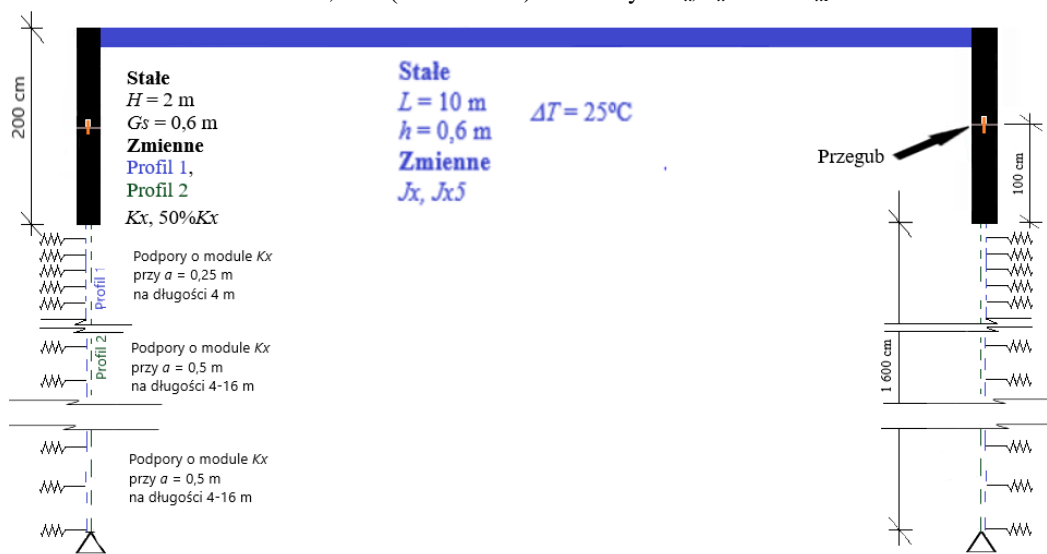 200 cm
Stałe
H = 2 m
Gs = 0,6 m
Zmienne
Profil 1,
Profil 2
Kx, 50%Kx
Stałe
L = 10 m
h = 0,6 m
ΔT = 25ºC
Zmienne
Jx, Jx5
Przegub
100 cm
Podpory o module Kx
przy a = 0,25 m
na długości 4 m
Profil 1
Podpory o module Kx
przy a = 0,5 m
na długości 4-16 m
Profil 2
1 600 cm
Podpory o module Kx
przy a = 0,5 m
na długości 4-16 m